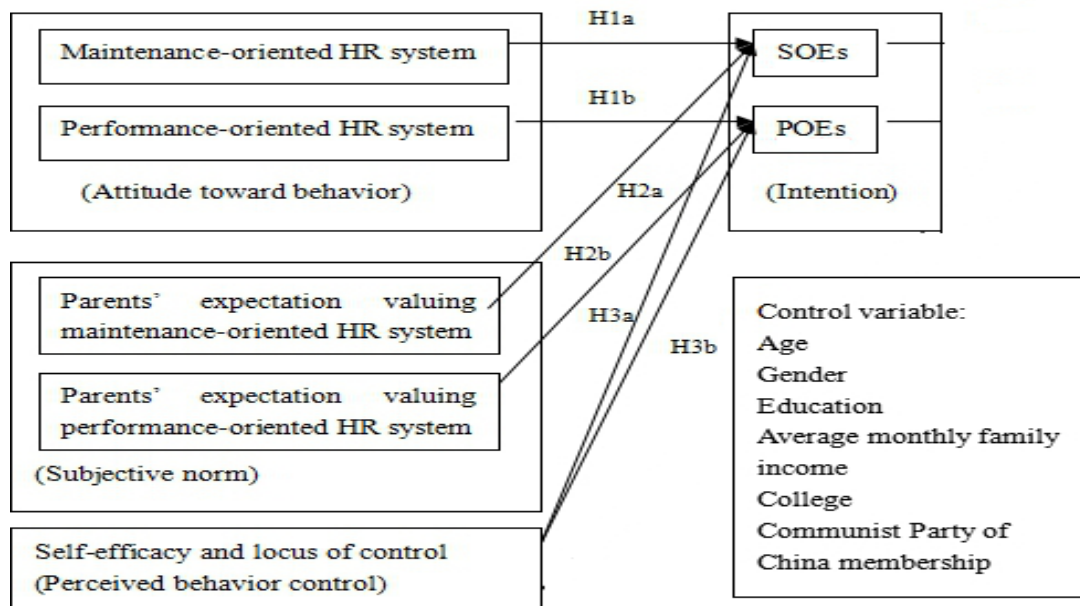 H1a
Maintenance-oriented HR system
SOEs
H1b
Performance-oriented HR system
POEs
(Attitude toward behavior)
H2a
(Intention)
H2b
Parents’ expectation valuing
maintenance-oriented HR system
H3a
H3b
Parents’ expectation valuing
performance-oriented HR system
(Subjective norm)
Self-efficacy and locus of control
(Perceived behavior control)
Control variable:
Age
Gender
Education
Average monthly family
income
College
Communist Party of
China membership